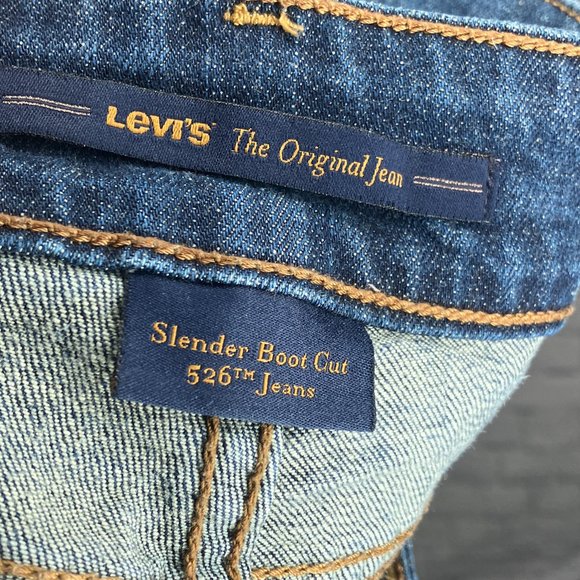 Levi's The Original Jean
Slender Boot Cut
526™ Jeans